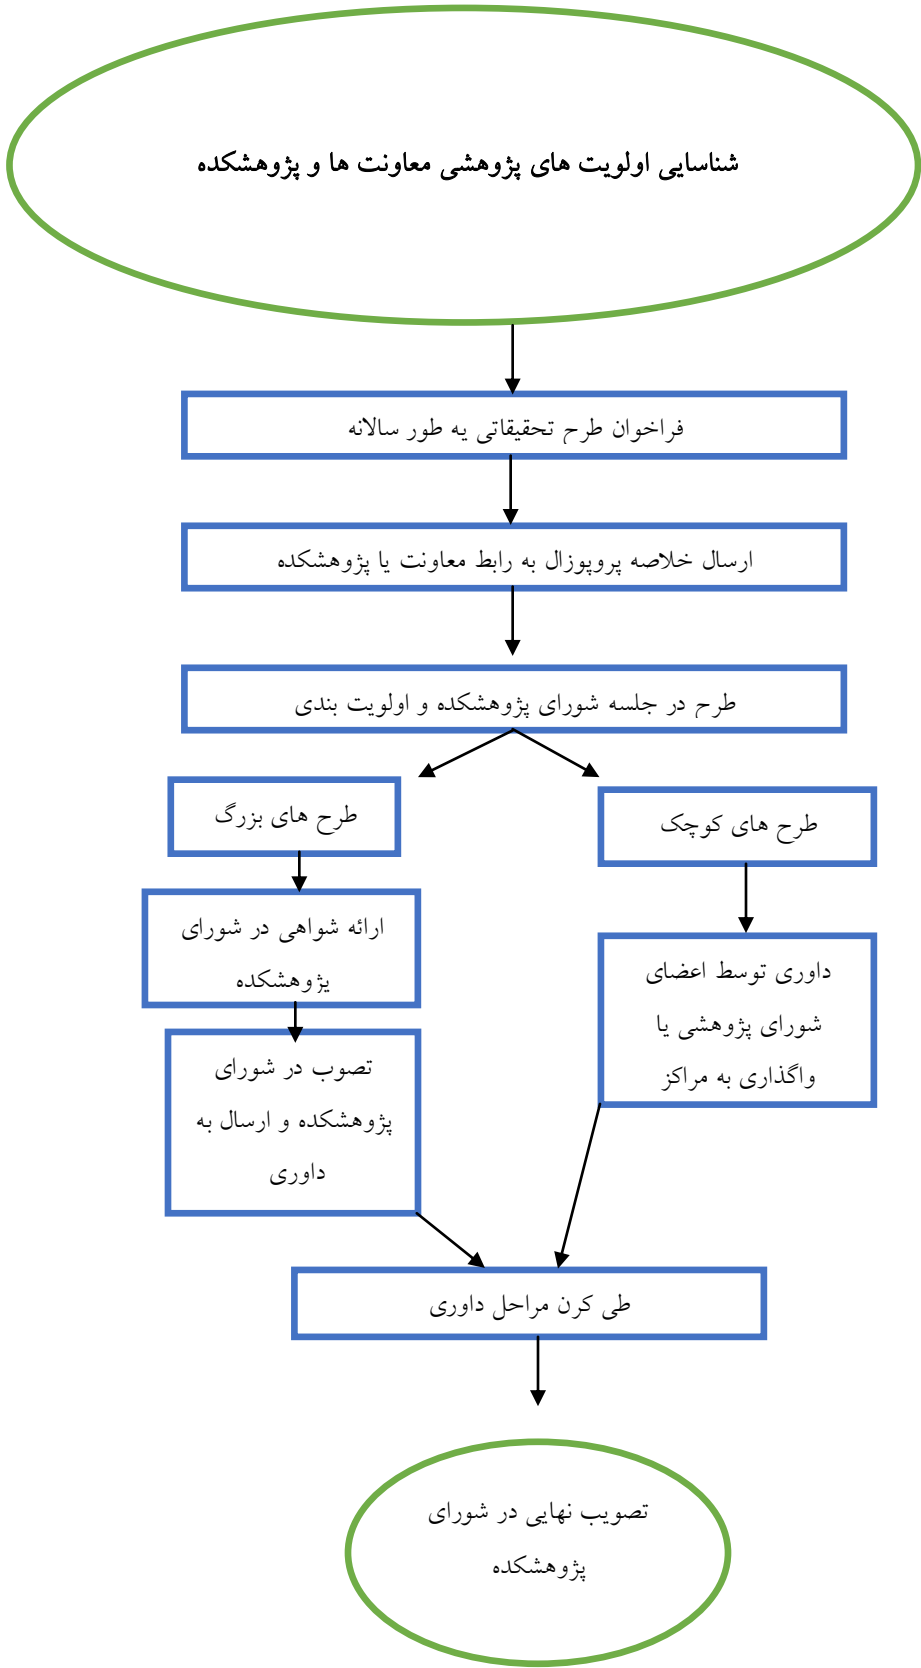 شناسایی اولویت های پژوهشی معاونت ها و پژوهشکده
فراخوان طرح تحقیقاتی یه طور سالانه
ارسال خلاصه پروپوزال به رابط معاونت یا پژوهشکده
طرح در جلسه شورای پژوهشکده و اولویت بندی
طرح های کوچک
طرح های بزرگ
ارائه شواهی در شورای
پژوهشکده
داوری توسط اعضای
شورای پژوهشی یا
واگذاری به مراکز
تصوب در شورای
پژوهشکده و ارسال به
داوری
طی کرن مراحل داوری
تصویب نهایی در شورای
پژوهشکده